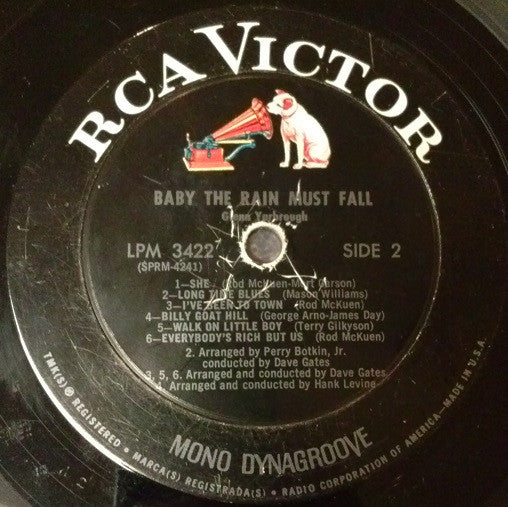 RCA VICTOR
BABY THE RAIN MUST FALL
Glenn Yarbrough
LPM 3422
(SPRM-4241)
SIDE 2
1—SHE (Rod McKuen-Mort Garson)
2—LONG TIME BLUES (Mason Williams)
3—I'VE BEEN TO TOWN (Rod McKuen)
4—BILLY GOAT HILL (George Arno-James Day)
5—WALK ON LITTLE BOY (Terry Gilkyson)
6—EVERYBODY'S RICH BUT US (Rod McKuen)
2. Arranged by Perry Botkin, Jr.
conducted by Dave Gates
3, 5, 6. Arranged and conducted by Dave Gates
4. Arranged and conducted by Hank Levine
MONO DYNAGROOVE
TMK(S) ® REGISTERED • MARCA(S) REGISTRADA(S) • RADIO CORPORATION OF AMERICA—MADE IN U.S.A.